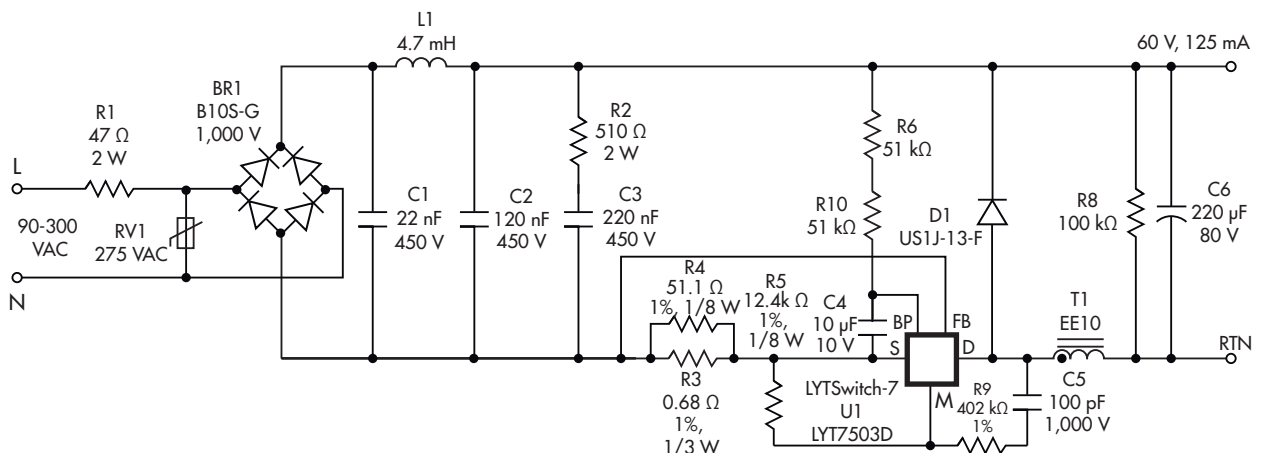 L1
4.7 mH
60 V, 125 mA
BR1
B10S-G
1,000 V
R1
47 Ω
2 W
L
90-300
VAC
N
RV1
275 VAC
C1
22 nF
450 V
C2
120 nF
450 V
R2
510 Ω
2 W
C3
220 nF
450 V
R6
51 kΩ
R10
51 kΩ
D1
US1J-13-F
R8
100 kΩ
C6
220 µF
80 V
R4
51.1 Ω
1%, 1/8 W
R5
12.4k Ω
1%,
1/8 W
C4
10 µF
10 V
BP
FB
S
D
M
T1
EE10
RTN
R3
0.68 Ω
1%,
1/3 W
LYTSwitch-7
U1
LYT7503D
R9
402 kΩ
1%
C5
100 pF
1,000 V